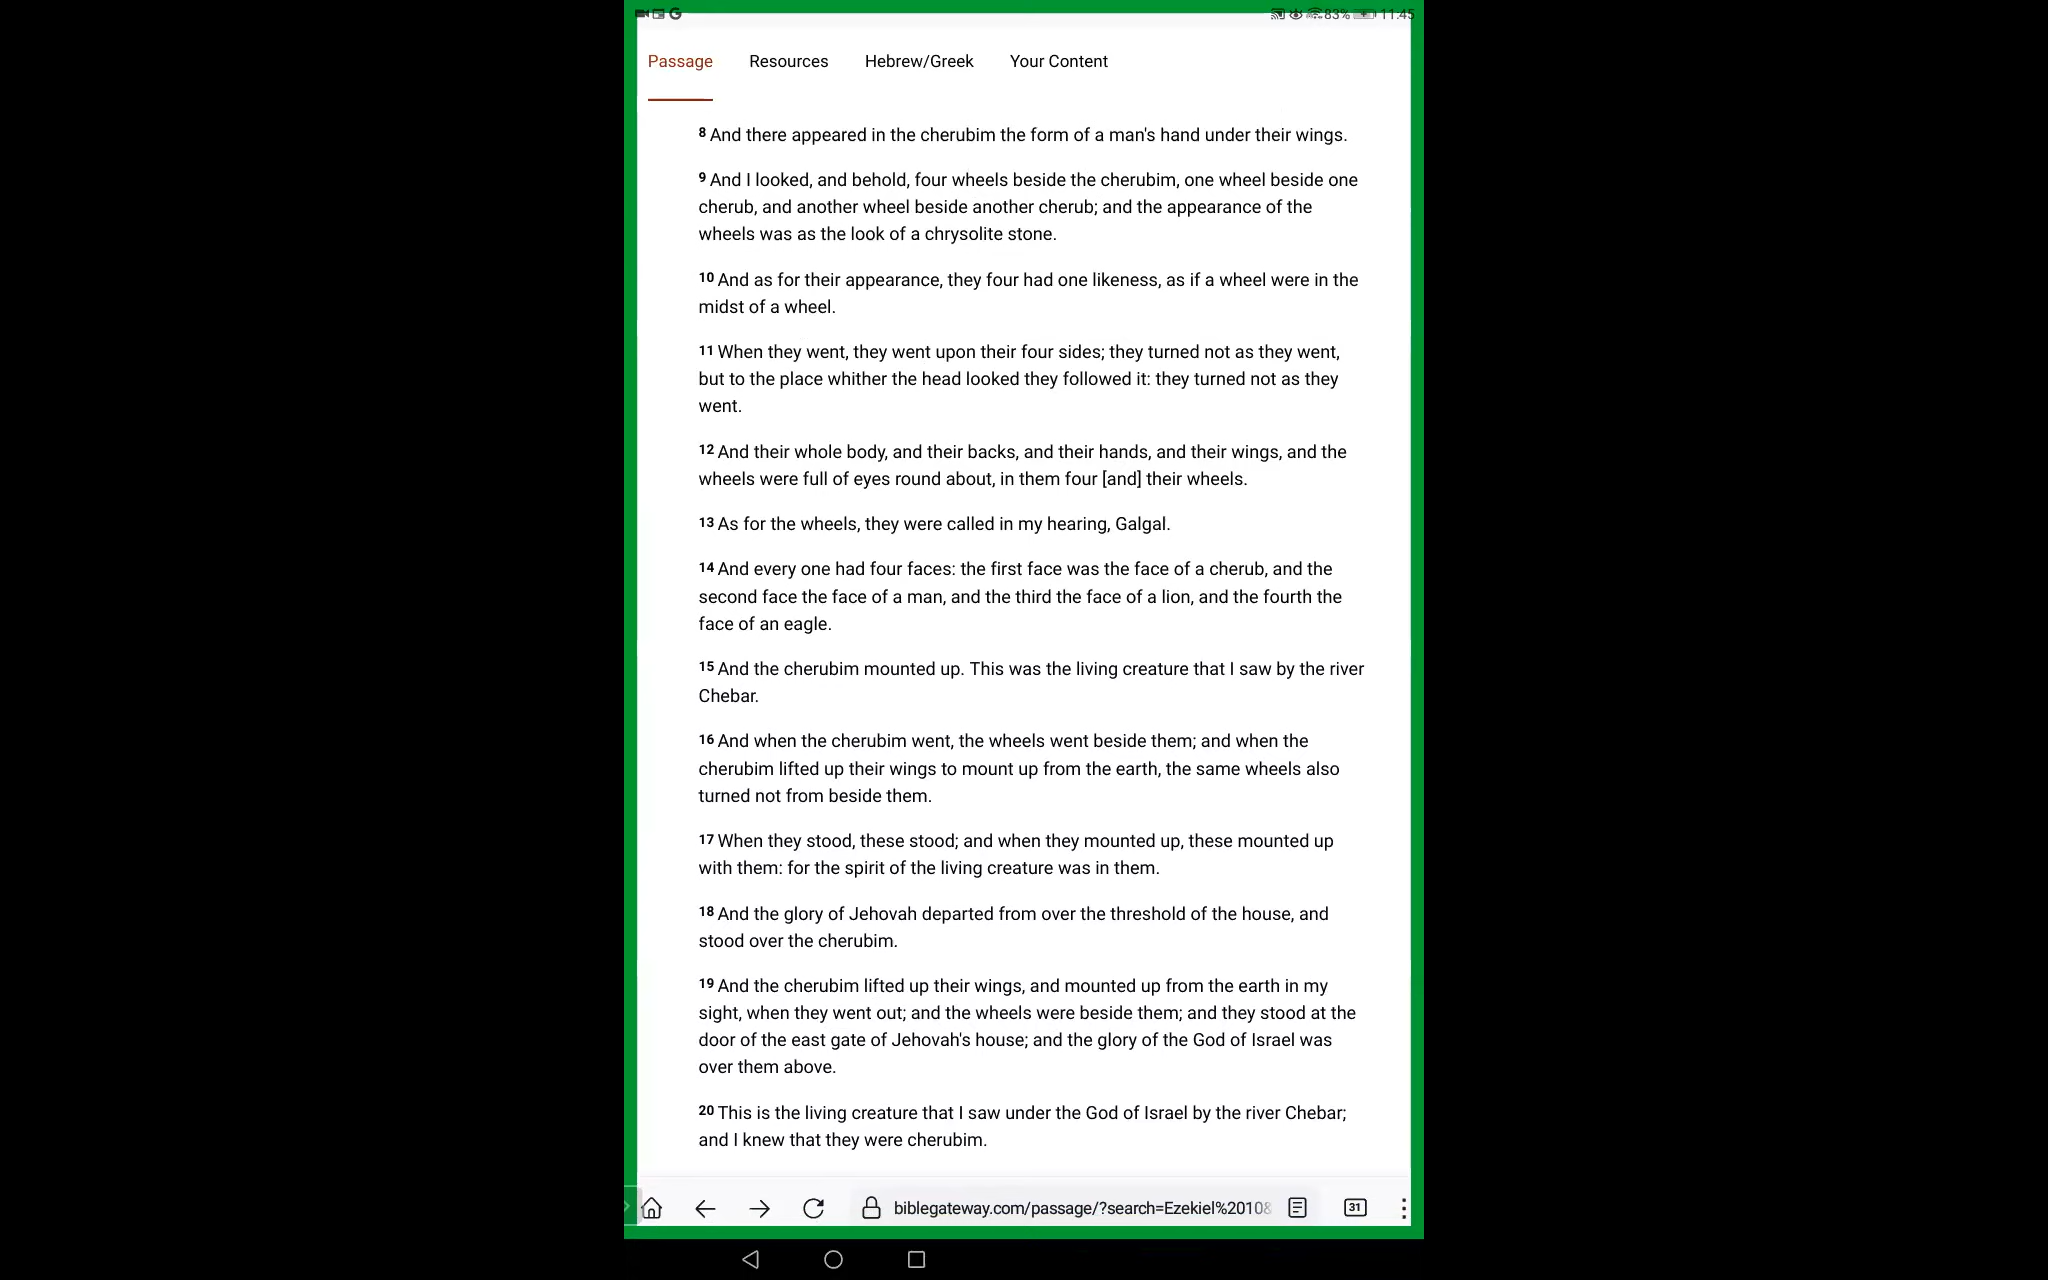 83% 11:45
Passage Resources Hebrew/Greek Your Content
8 And there appeared in the cherubim the form of a man's hand under their wings.
9 And I looked, and behold, four wheels beside the cherubim, one wheel beside one
cherub, and another wheel beside another cherub; and the appearance of the
wheels was as the look of a chrysolite stone.
10 And as for their appearance, they four had one likeness, as if a wheel were in the
midst of a wheel.
11 When they went, they went upon their four sides; they turned not as they went,
but to the place whither the head looked they followed it: they turned not as they
went.
12 And their whole body, and their backs, and their hands, and their wings, and the
wheels were full of eyes round about, in them four [and] their wheels.
13 As for the wheels, they were called in my hearing, Galgal.
14 And every one had four faces: the first face was the face of a cherub, and the
second face the face of a man, and the third the face of a lion, and the fourth the
face of an eagle.
15 And the cherubim mounted up. This was the living creature that I saw by the river
Chebar.
16 And when the cherubim went, the wheels went beside them; and when the
cherubim lifted up their wings to mount up from the earth, the same wheels also
turned not from beside them.
17 When they stood, these stood; and when they mounted up, these mounted up
with them: for the spirit of the living creature was in them.
18 And the glory of Jehovah departed from over the threshold of the house, and
stood over the cherubim.
19 And the cherubim lifted up their wings, and mounted up from the earth in my
sight, when they went out; and the wheels were beside them; and they stood at the
door of the east gate of Jehovah's house; and the glory of the God of Israel was
over them above.
20 This is the living creature that I saw under the God of Israel by the river Chebar;
and I knew that they were cherubim.
biblegateway.com/passage/?search=Ezekiel%2010& 31